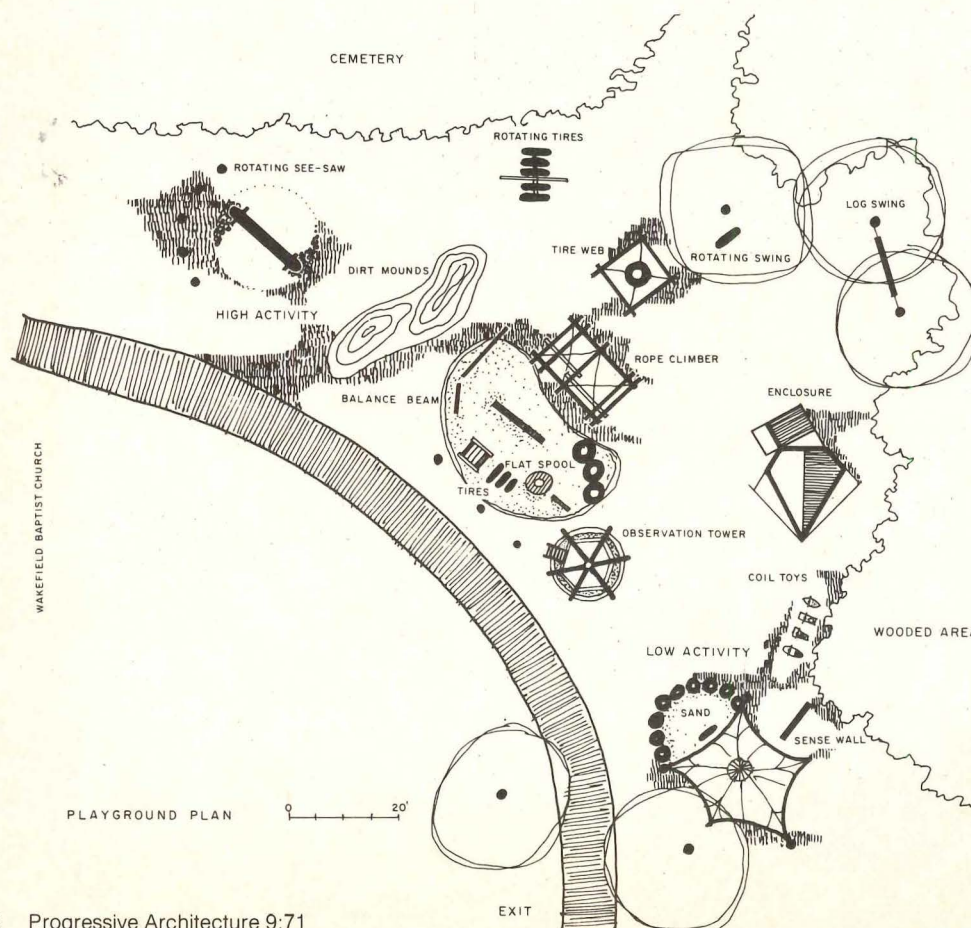 CEMETERY
ROTATING TIRES
ROTATING SEE-SAW
LOG SWING
TIRE WEB
ROTATING SWING
DIRT MOUNDS
HIGH ACTIVITY
ROPE CLIMBER
ENCLOSURE
BALANCE BEAM
WAKEFIELD BAPTIST CHURCH
FLAT SPOOL
TIRES
OBSERVATION TOWER
COIL TOYS
WOODED AREA
LOW ACTIVITY
SAND
SENSE WALL
PLAYGROUND PLAN
0 20'
EXIT
Progressive Architecture 9:71